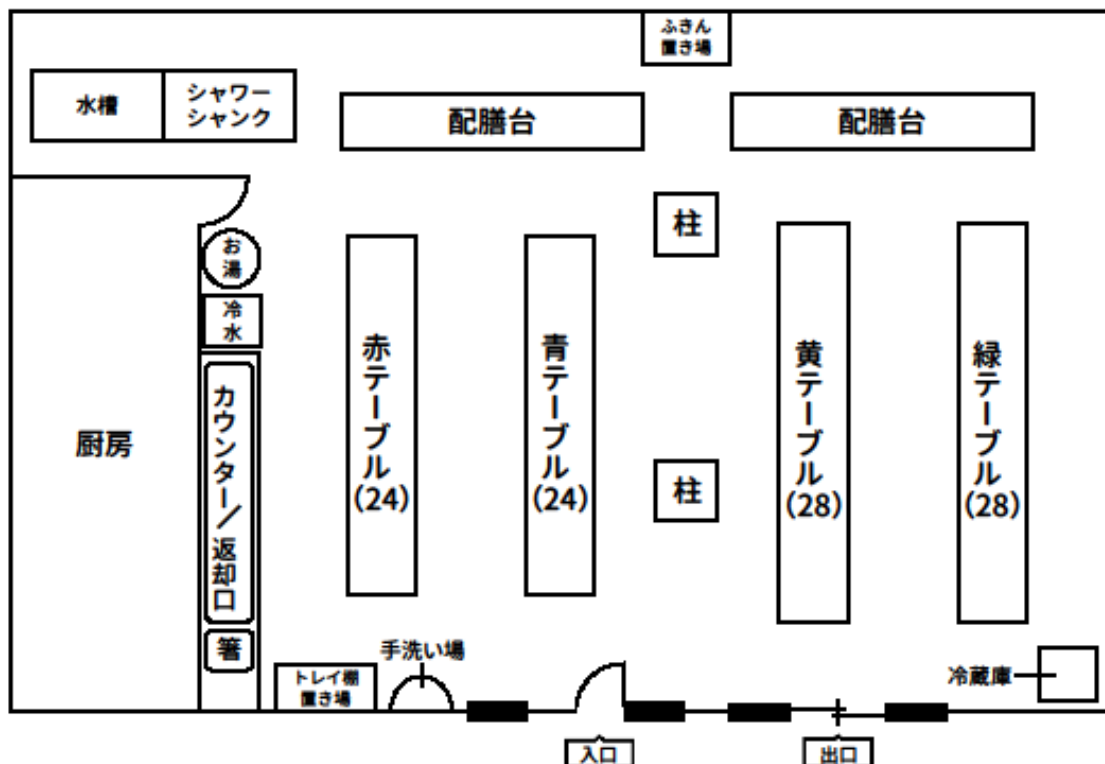 ふきん
置き場
水槽
シャワー
シャンク
配膳台
配膳台
お
湯
冷
水
柱
柱
厨房
カウンター／返却口
箸
赤テーブル
(24)
青テーブル
(24)
黄テーブル
(28)
緑テーブル
(28)
トレイ棚
置き場
手洗い場
冷蔵庫
入口
出口